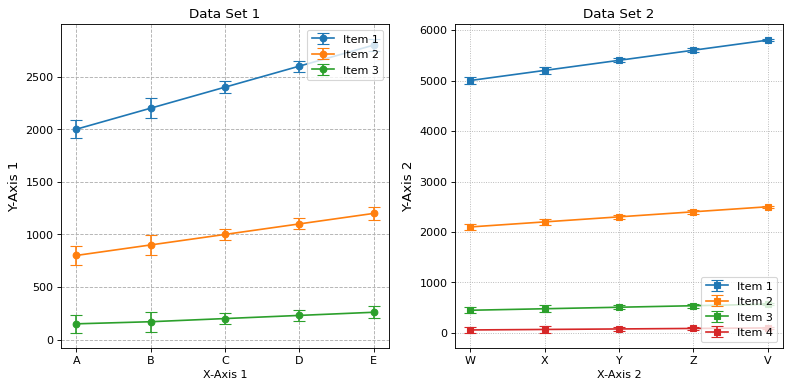 Data Set 1
Y-Axis 1
2500
2000
1500
1000
500
0
A B C D E
X-Axis 1
Item 1
Item 2
Item 3
Data Set 2
Y-Axis 2
6000
5000
4000
3000
2000
1000
0
W X Y Z V
X-Axis 2
Item 1
Item 2
Item 3
Item 4